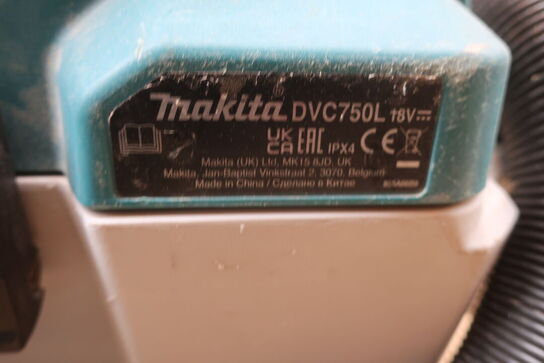 makita DVC750L 18V
UK CA EAC IPX4 CE
Makita (UK) Ltd, MK15 8JD, UK
Makita, Jan-Baptist Vinkstraat 2, 3070, Belgium
Made in China / Сделано в Китае